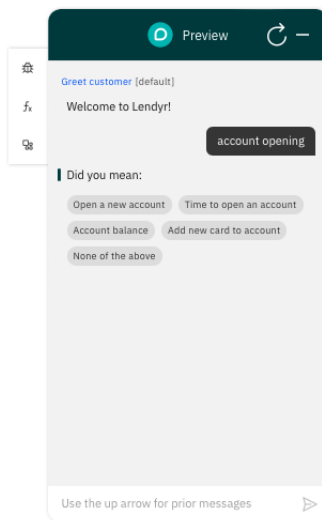 Preview
Greet customer [default]
Welcome to Lendyr!
account opening
Did you mean:
Open a new account Time to open an account
Account balance Add new card to account
None of the above
Use the up arrow for prior messages